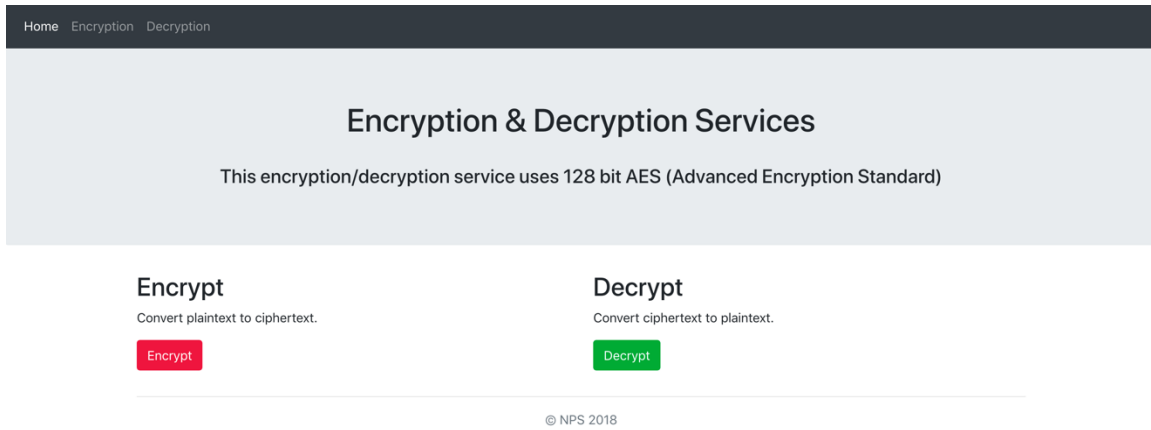 Home Encryption Decryption
Encryption & Decryption Services
This encryption/decryption service uses 128 bit AES (Advanced Encryption Standard)
Encrypt
Convert plaintext to ciphertext.
Encrypt
Decrypt
Convert ciphertext to plaintext.
Decrypt
© NPS 2018